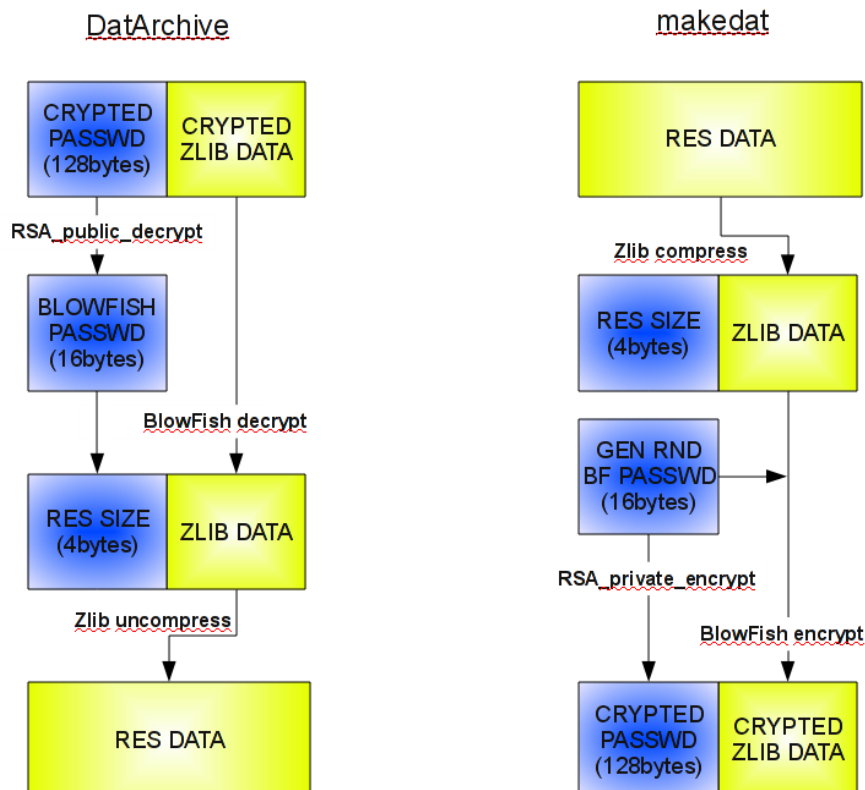 DatArchive
CRYPTED
PASSWD
(128bytes)
CRYPTED
ZLIB DATA
RSA_public_decrypt
BLOWFISH
PASSWD
(16bytes)
BlowFish decrypt
RES SIZE
(4bytes)
ZLIB DATA
Zlib uncompress
RES DATA
makedat
RES DATA
Zlib compress
RES SIZE
(4bytes)
ZLIB DATA
GEN RND
BF PASSWD
(16bytes)
RSA_private_encrypt
BlowFish encrypt
CRYPTED
PASSWD
(128bytes)
CRYPTED
ZLIB DATA